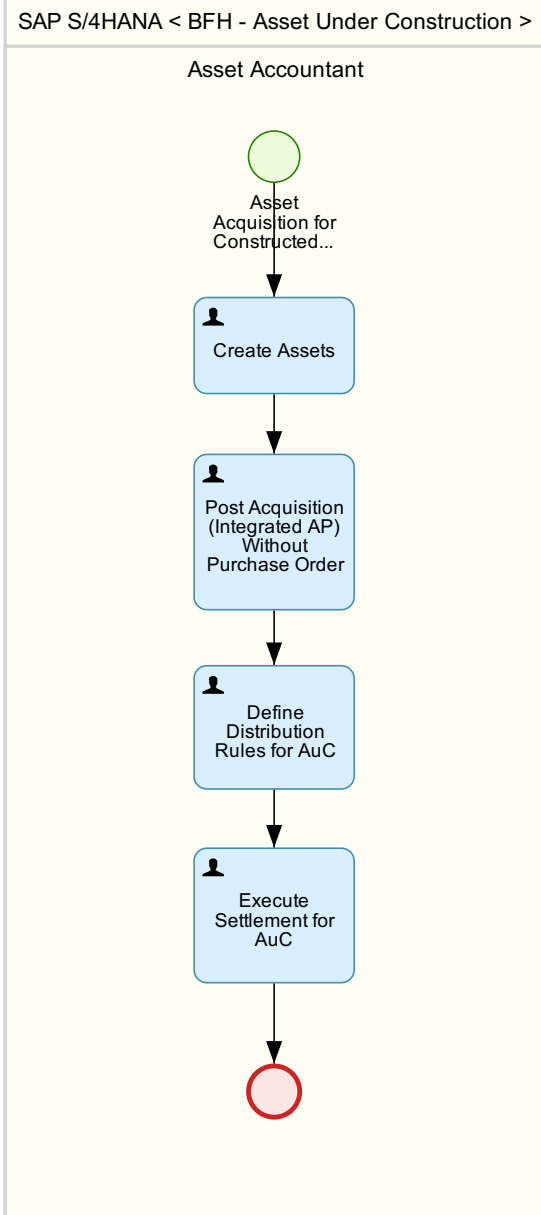 SAP S/4HANA < BFH - Asset Under Construction >
Asset Accountant
Asset
Acquisition for
Constructed...
Create Assets
Post Acquisition
(Integrated AP)
Without
Purchase Order
Define
Distribution
Rules for AuC
Execute
Settlement for
AuC